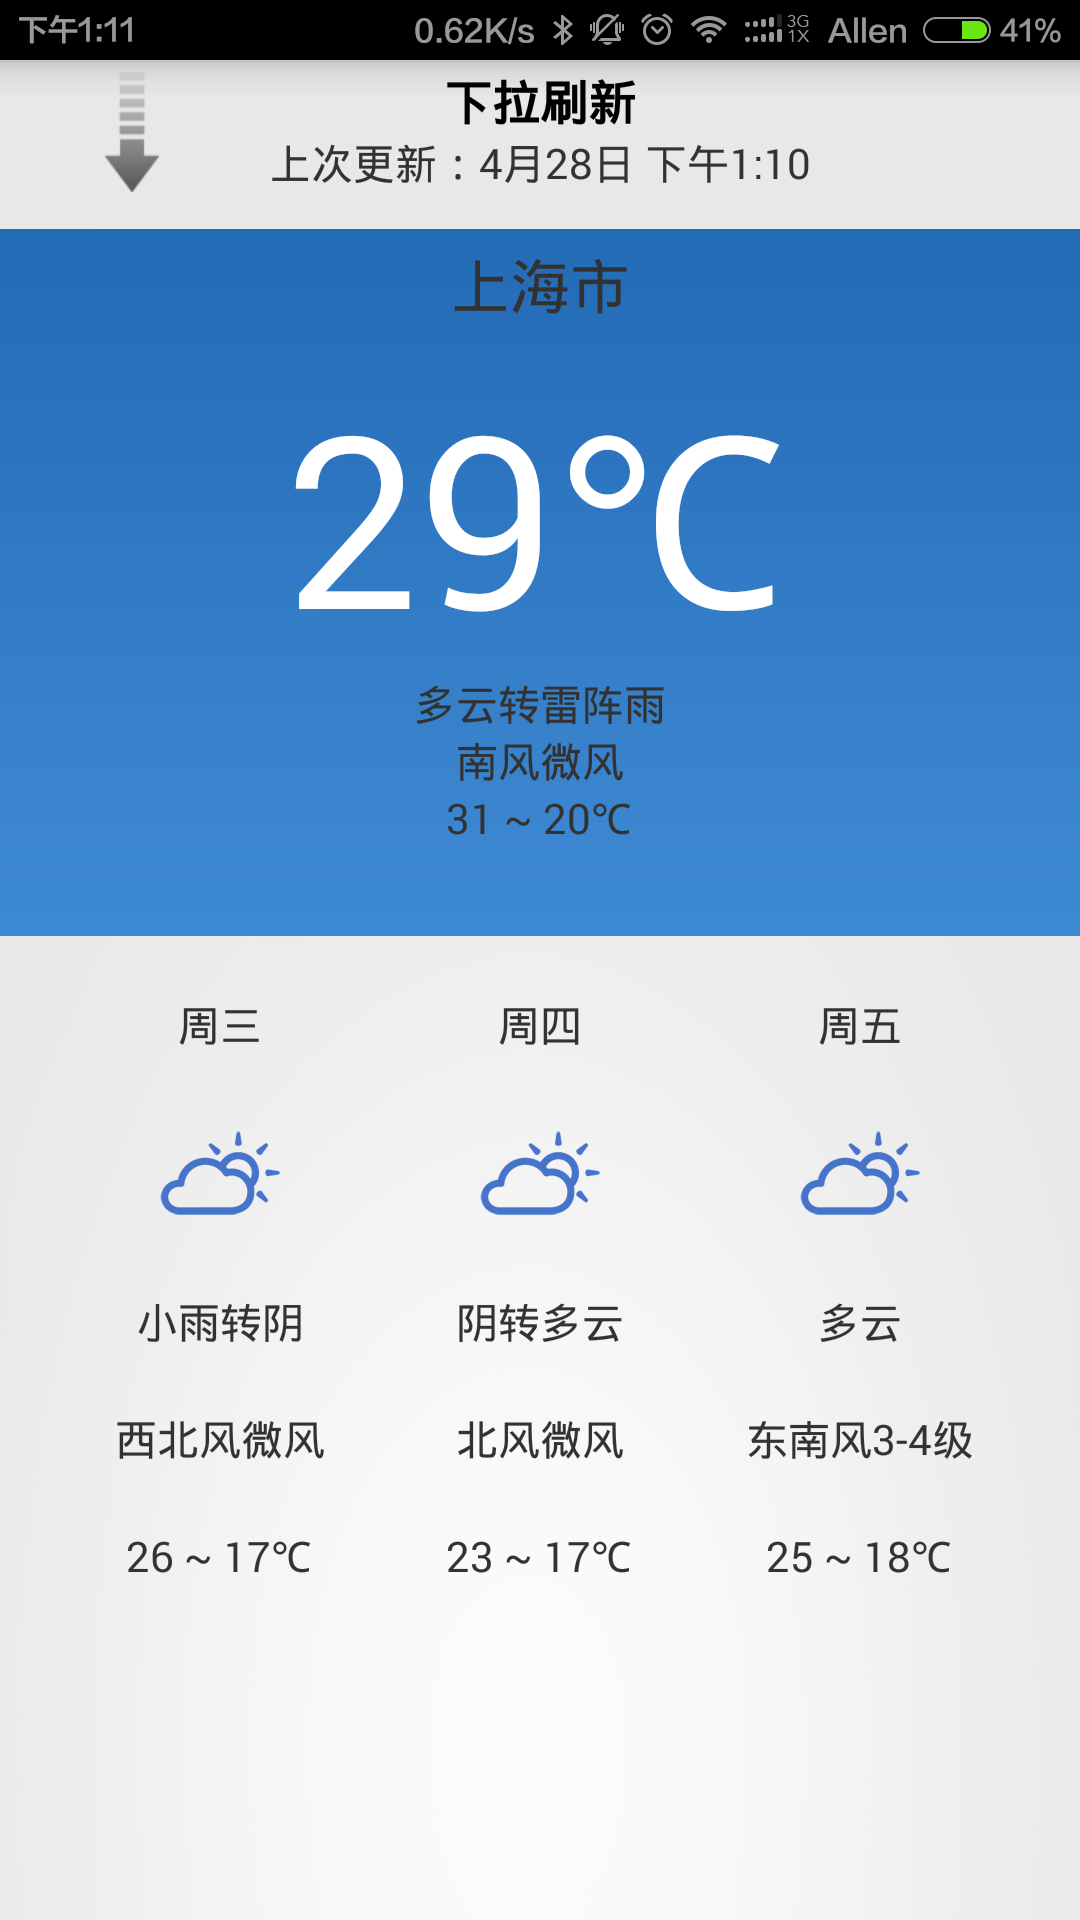 下午1:11 0.62K/s 3G 1X Allen 41%
下拉刷新
上次更新：4月28日 下午1:10
上海市
29℃
多云转雷阵雨
南风微风
31 ~ 20℃
周三 周四 周五
小雨转阴 阴转多云 多云
西北风微风 北风微风 东南风3-4级
26 ~ 17℃ 23 ~ 17℃ 25 ~ 18℃